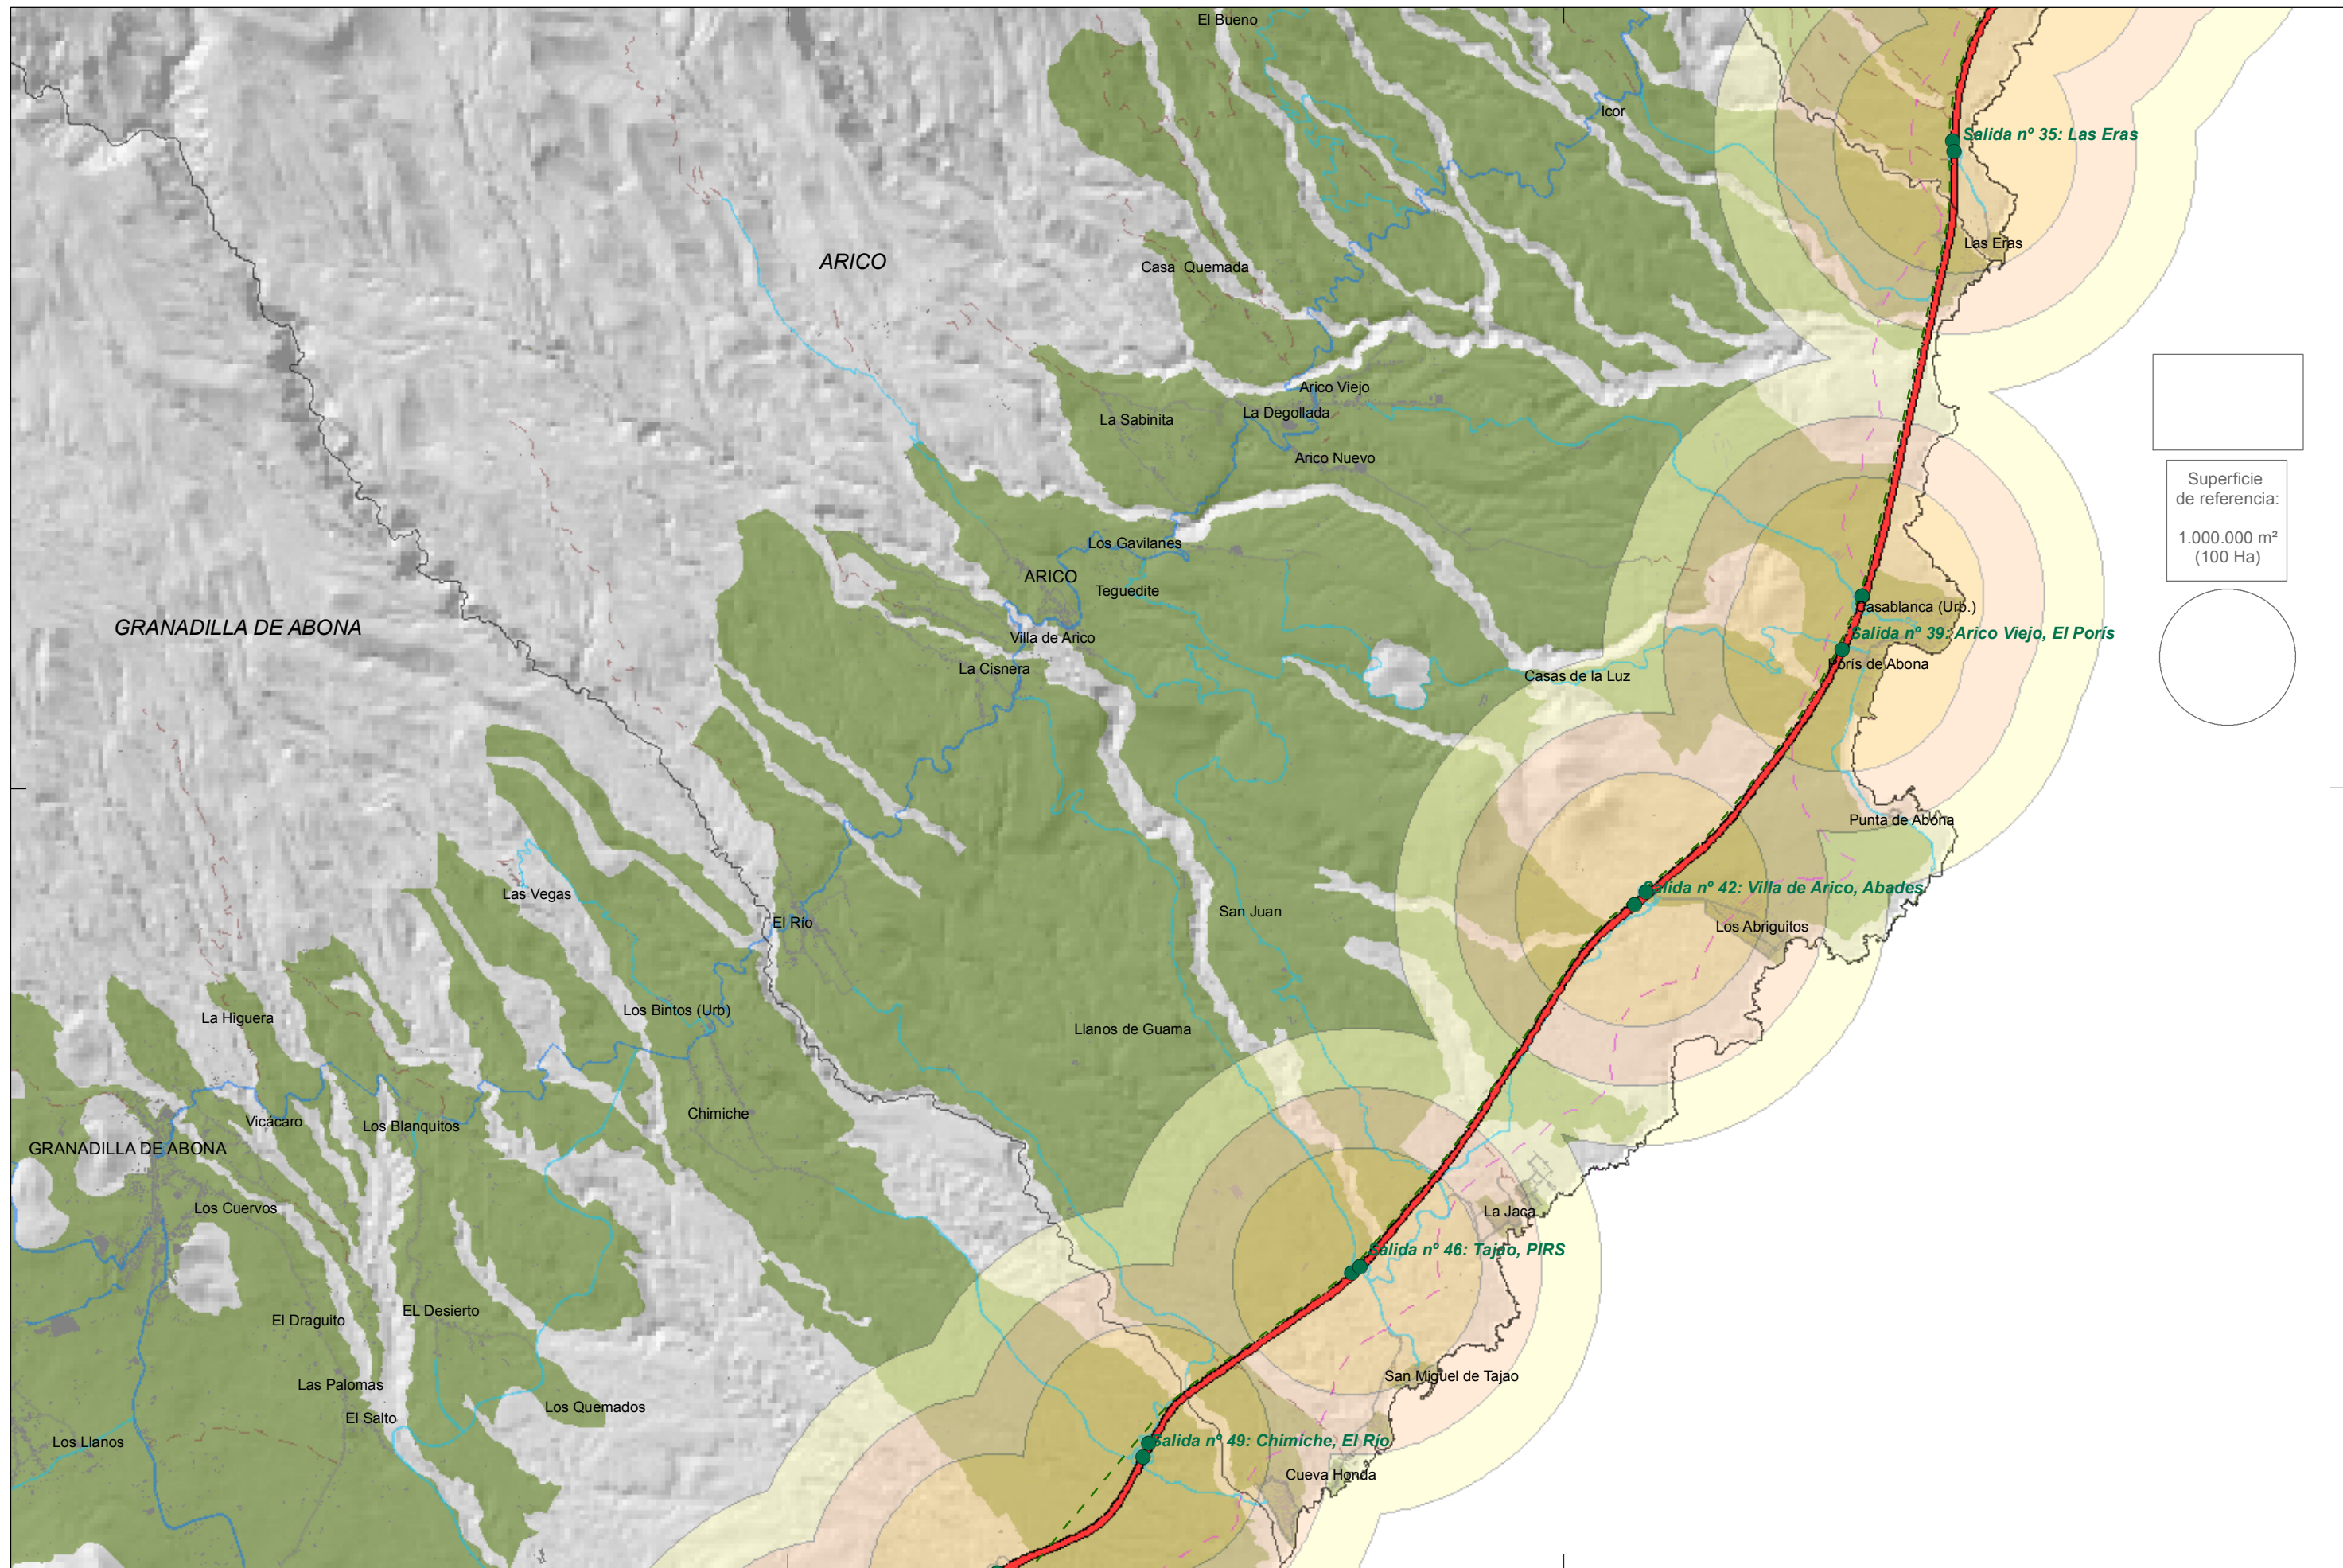 El Bueno
Icor
Salida nº 35: Las Eras
Las Eras
ARICO
Casa Quemada
Arico Viejo
La Degollada
La Sabinita
Arico Nuevo
Superficie
de referencia:
1.000.000 m²
(100 Ha)
Los Gavilanes
ARICO
Teguedite
Casablanca (Urb.)
GRANADILLA DE ABONA
Villa de Arico
Salida nº 39: Arico Viejo, El Porís
La Cisnera
Porís de Abona
Casas de la Luz
Punta de Abona
Las Vegas
Salida nº 42: Villa de Arico, Abades
El Río
San Juan
Los Abriguitos
Los Bintos (Urb)
La Higuera
Llanos de Guama
Chimiche
Vicácaro
Los Blanquitos
GRANADILLA DE ABONA
Los Cuervos
La Jaca
Salida nº 46: Tajao, PIRS
EL Desierto
El Draguito
San Miguel de Tajao
Las Palomas
Los Quemados
El Salto
Los Llanos
Salida nº 49: Chimiche, El Río
Cueva Honda